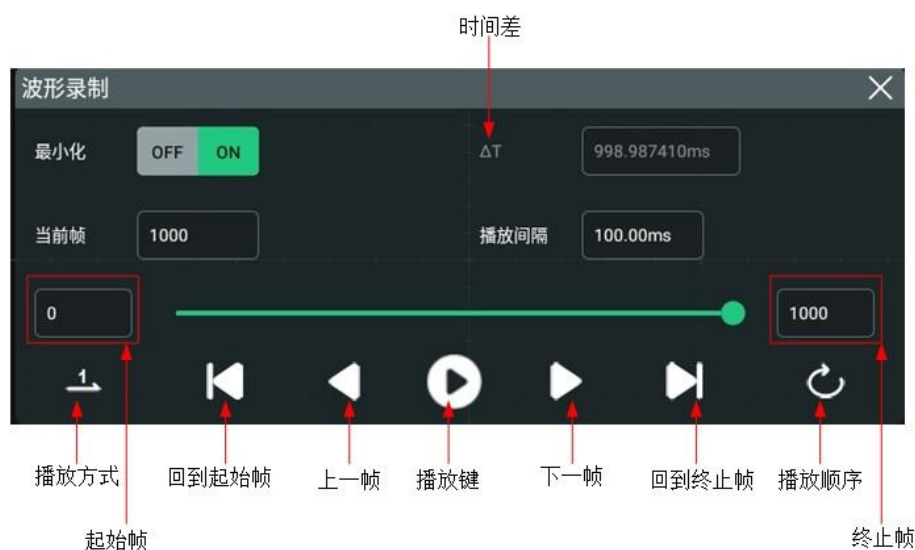 时间差
波形录制
最小化 OFF ON ΔT 998.987410ms
当前帧 1000 播放间隔 100.00ms
0 1000
1
播放方式 回到起始帧 上一帧 播放键 下一帧 回到终止帧 播放顺序
起始帧 终止帧